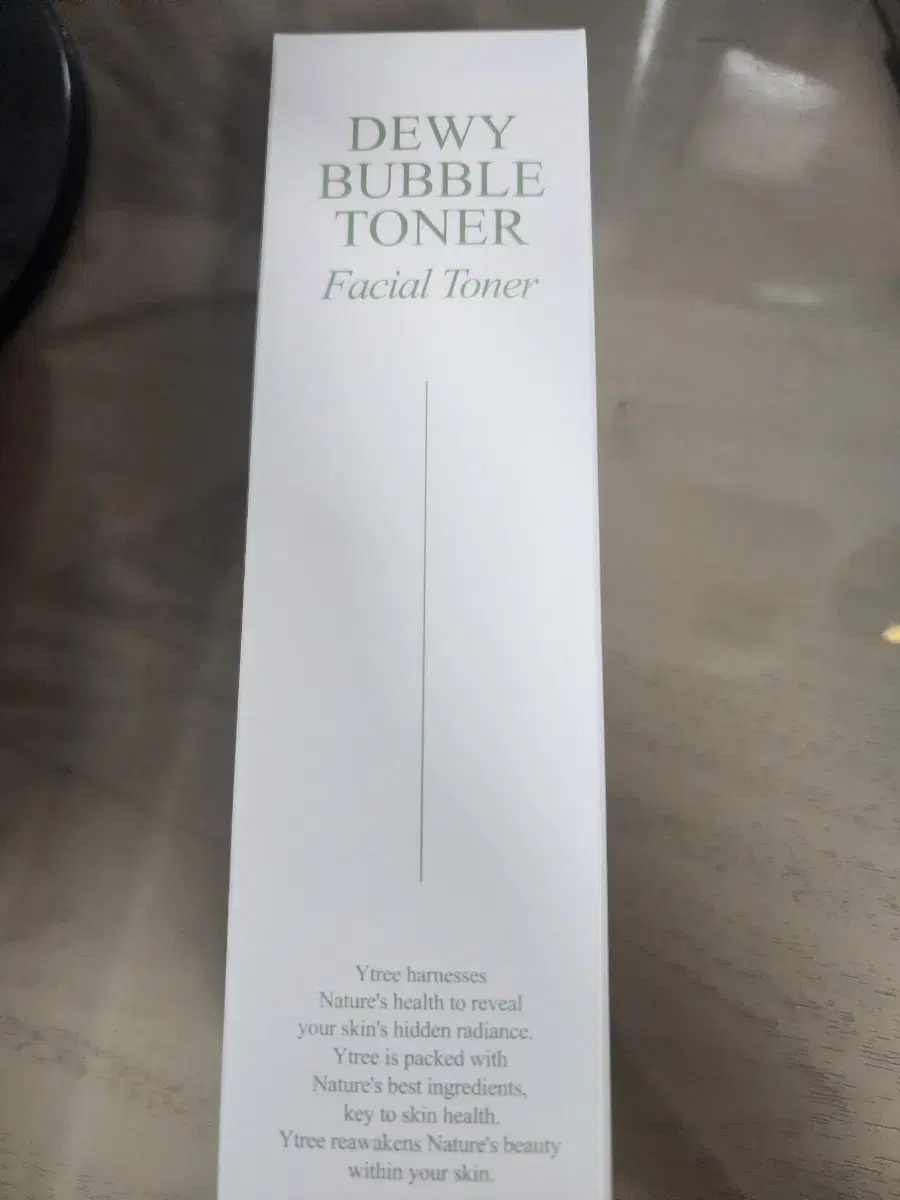 DEWY
BUBBLE
TONER
Facial Toner
Ytree harnesses
Nature's health to reveal
your skin's hidden radiance.
Ytree is packed with
Nature's best ingredients,
key to skin health.
Ytree reawakens Nature's beauty
within your skin.